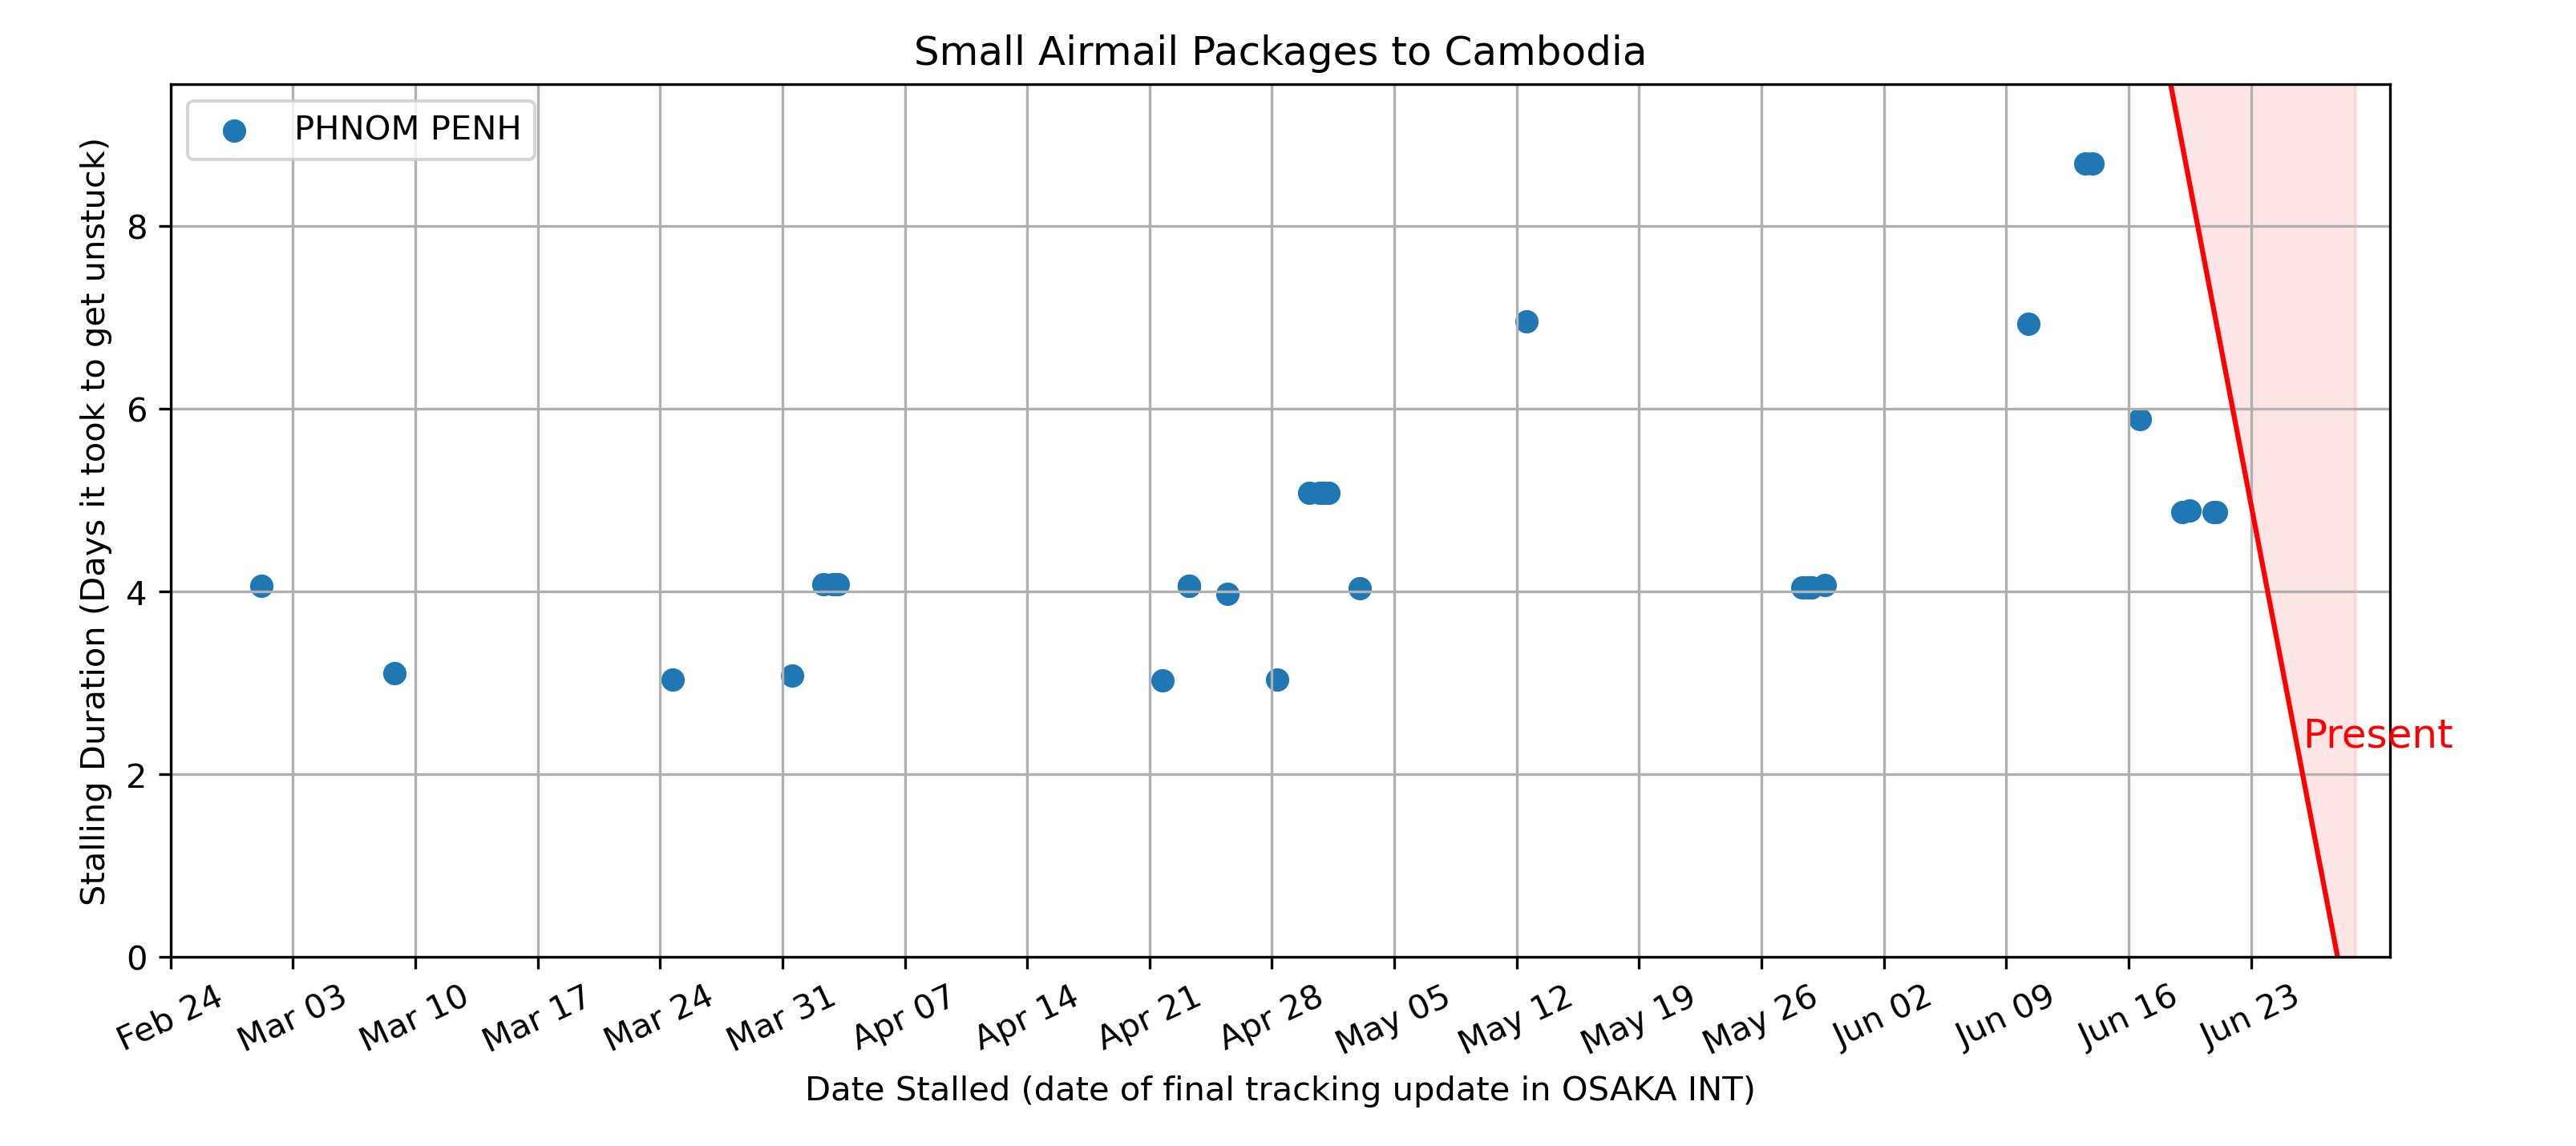 Small Airmail Packages to Cambodia
PHNOM PENH
Stalling Duration (Days it took to get unstuck)
8
6
4
2
0
Present
Feb 24
Mar 03
Mar 10
Mar 17
Mar 24
Mar 31
Apr 07
Apr 14
Apr 21
Apr 28
May 05
May 12
May 19
May 26
Jun 02
Jun 09
Jun 16
Jun 23
Date Stalled (date of final tracking update in OSAKA INT)